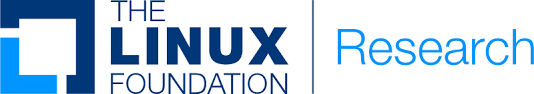 THE
LINUX
FOUNDATION
Research